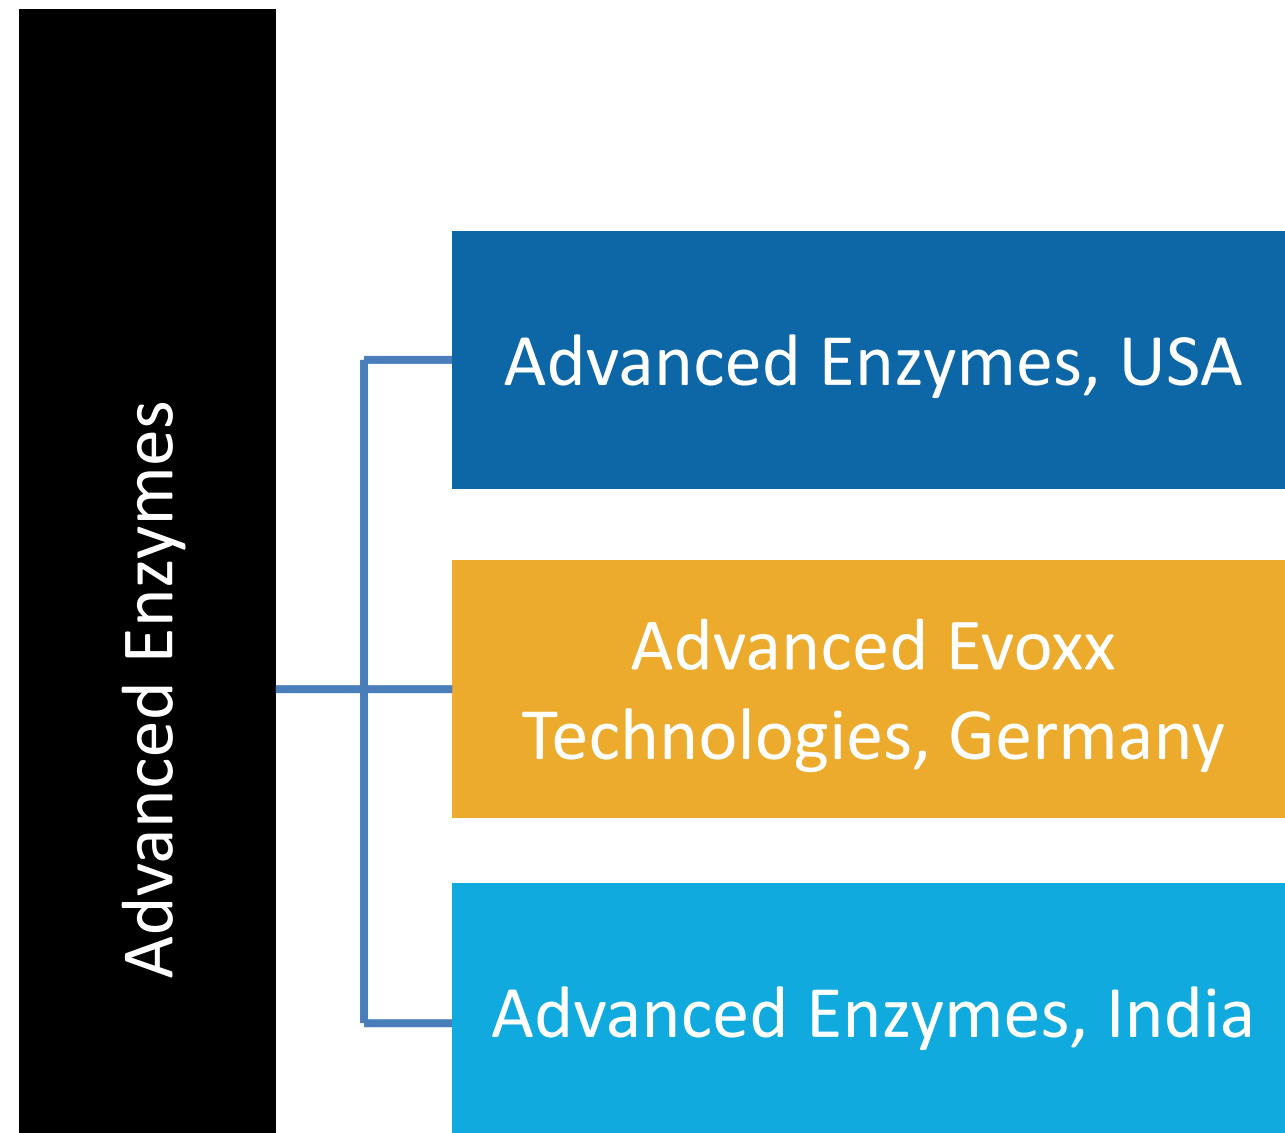 Advanced Enzymes
Advanced Enzymes, USA
Advanced Evoxx
Technologies, Germany
Advanced Enzymes, India